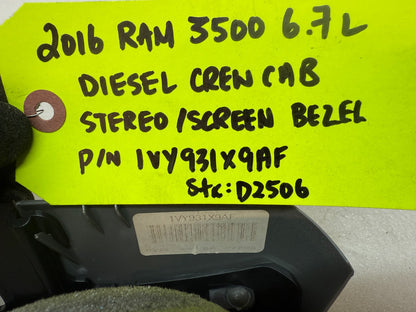 2016 RAM 3500 6.7L
DIESEL CREW CAB
STEREO/SCREEN BEZEL
P/N 1VY931X9AF
Stk: D2506
1VY931X9AF